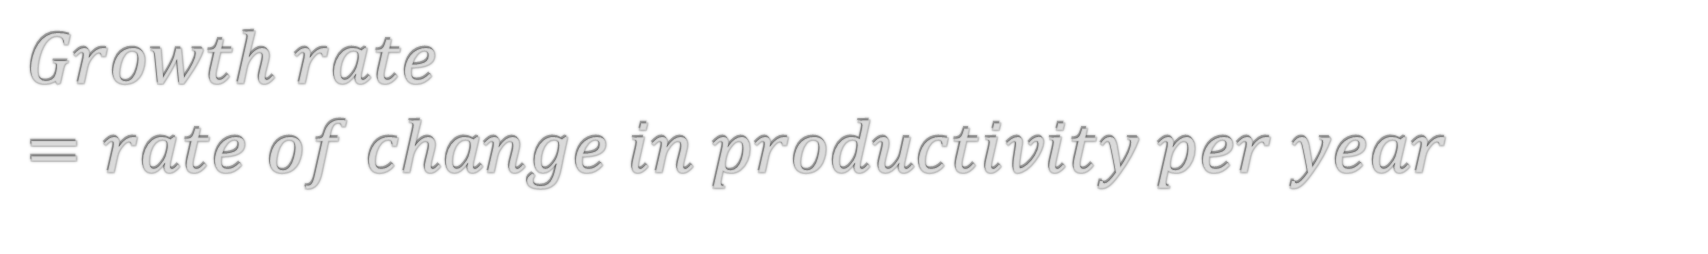 Growth rate
= rate of change in productivity per year